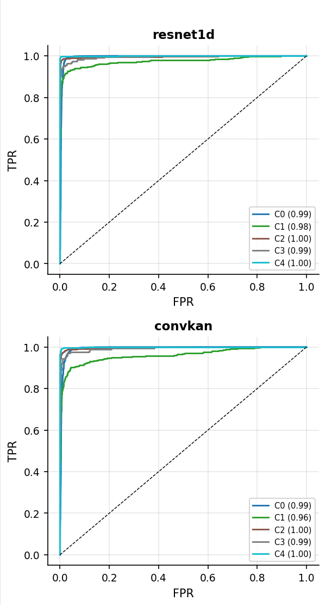 resnet1d
1.0
0.8
0.6
0.4
0.2
0.0
TPR
C0 (0.99)
C1 (0.98)
C2 (1.00)
C3 (0.99)
C4 (1.00)
0.0 0.2 0.4 0.6 0.8 1.0
FPR
convkan
1.0
0.8
0.6
0.4
0.2
0.0
TPR
C0 (0.99)
C1 (0.96)
C2 (1.00)
C3 (0.99)
C4 (1.00)
0.0 0.2 0.4 0.6 0.8 1.0
FPR